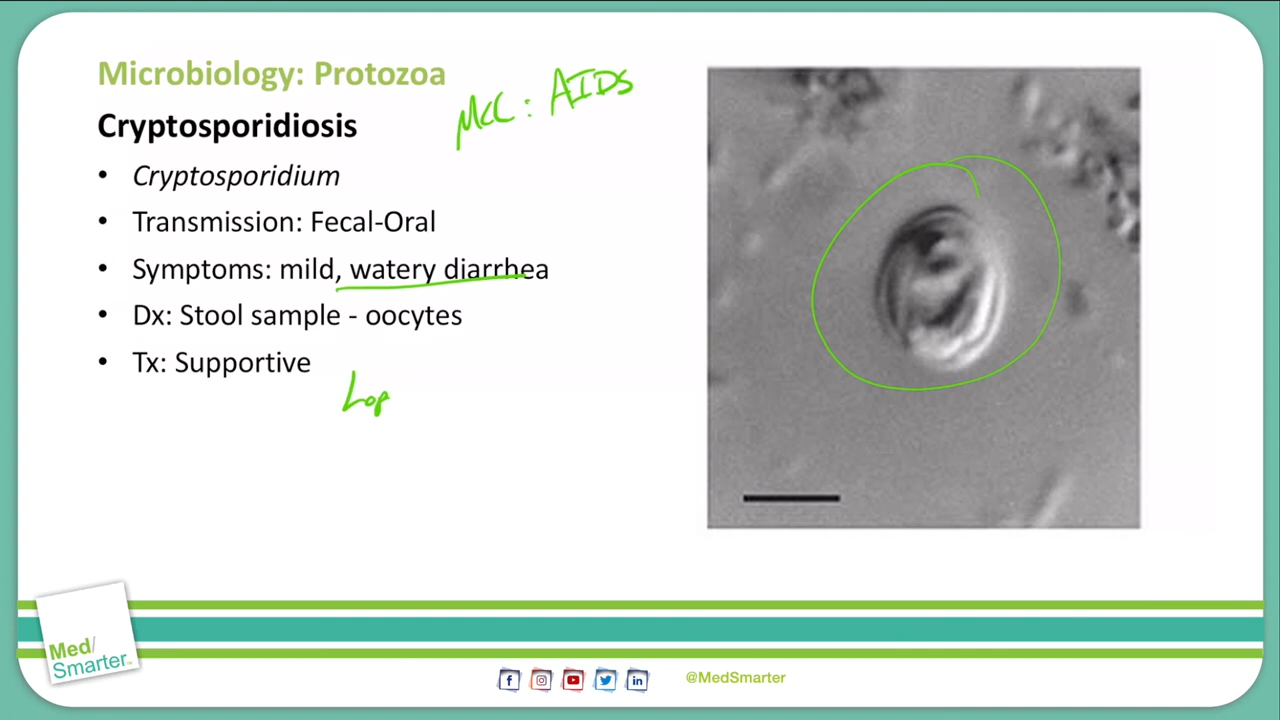 Microbiology: Protozoa
MCC: AIDS
Cryptosporidiosis
• Cryptosporidium
• Transmission: Fecal-Oral
• Symptoms: mild, watery diarrhea
• Dx: Stool sample - oocytes
• Tx: Supportive
Lop
Med/
Smarter™
@MedSmarter